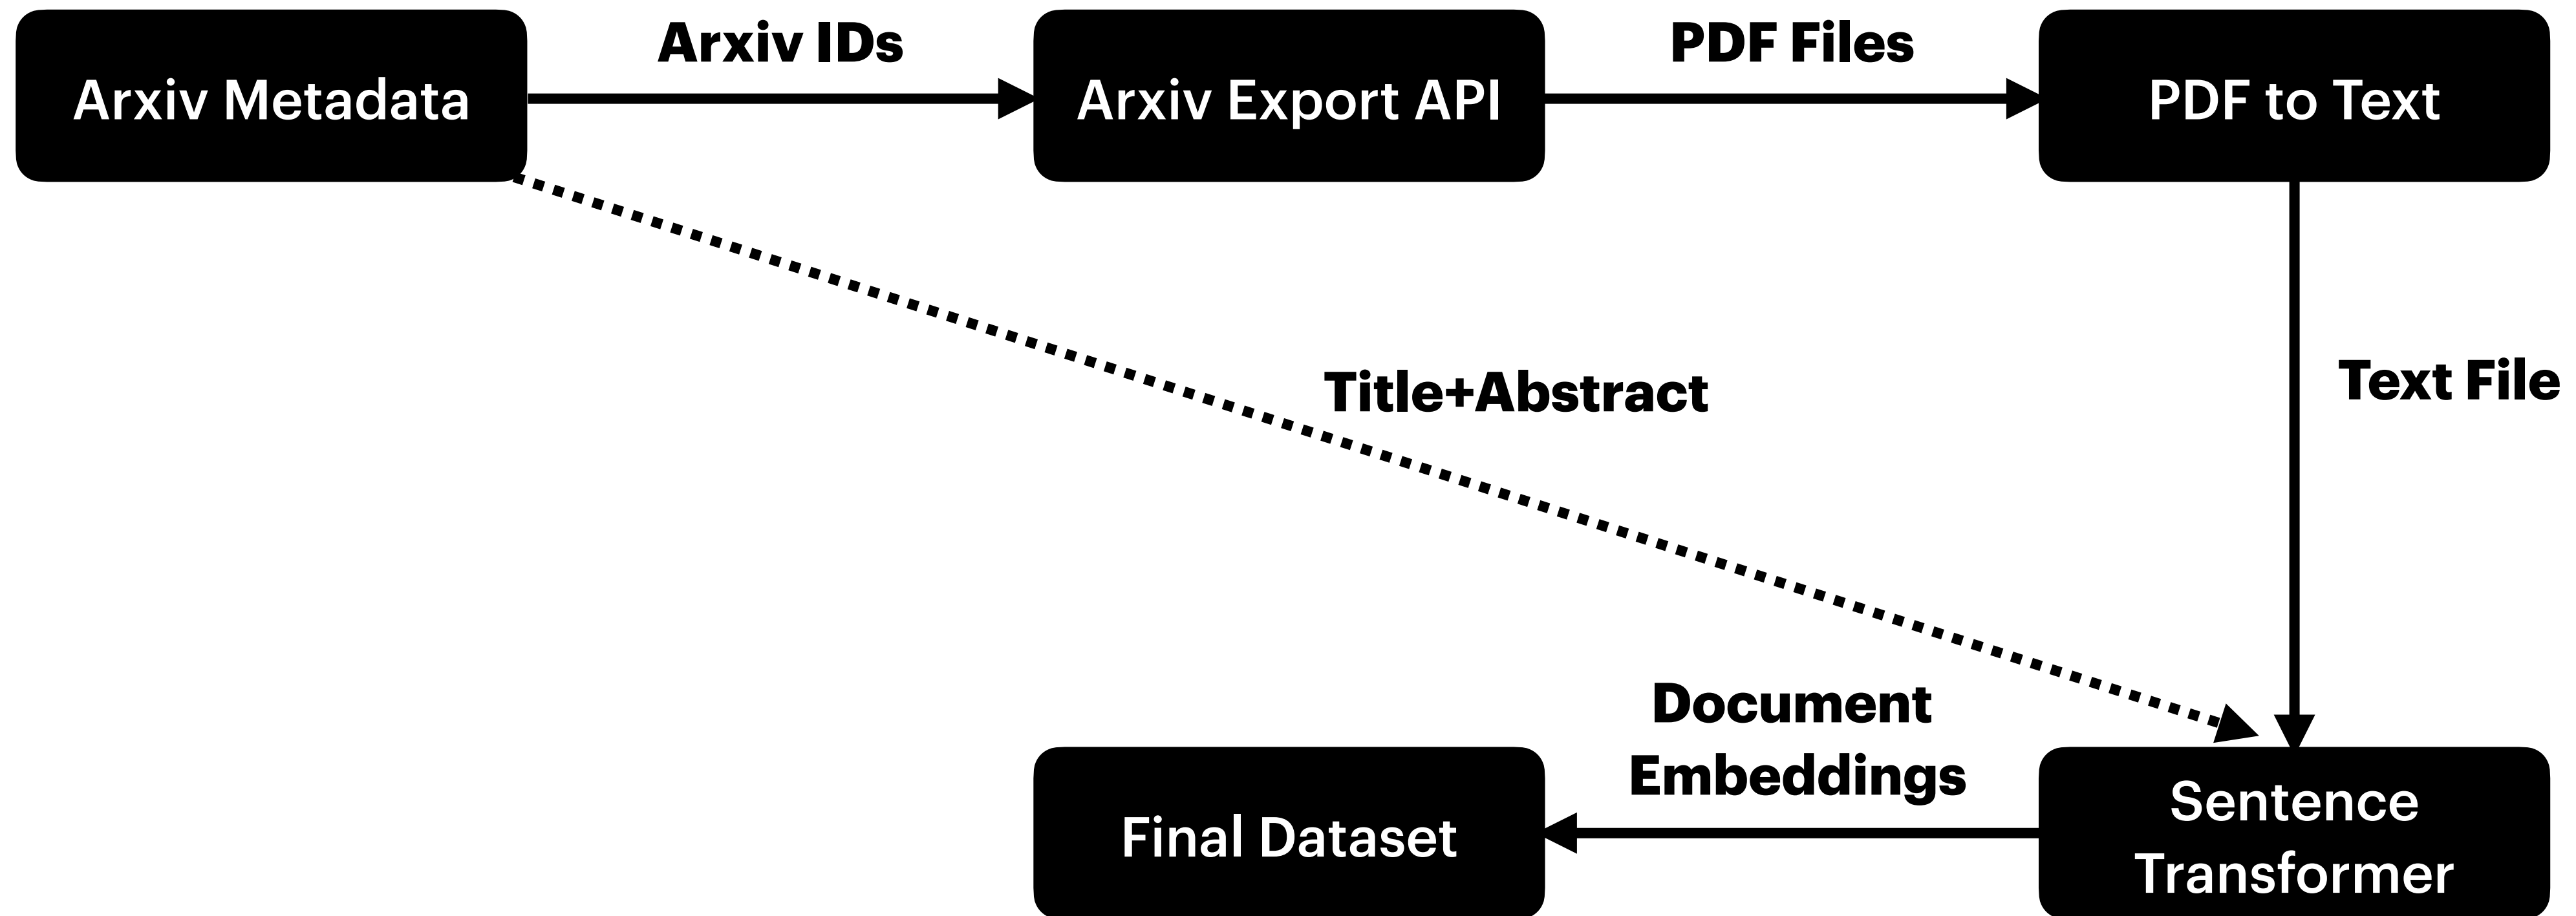 Arxiv Metadata
Arxiv IDs
Arxiv Export API
PDF Files
PDF to Text
Title+Abstract
Text File
Document
Embeddings
Final Dataset
Sentence
Transformer